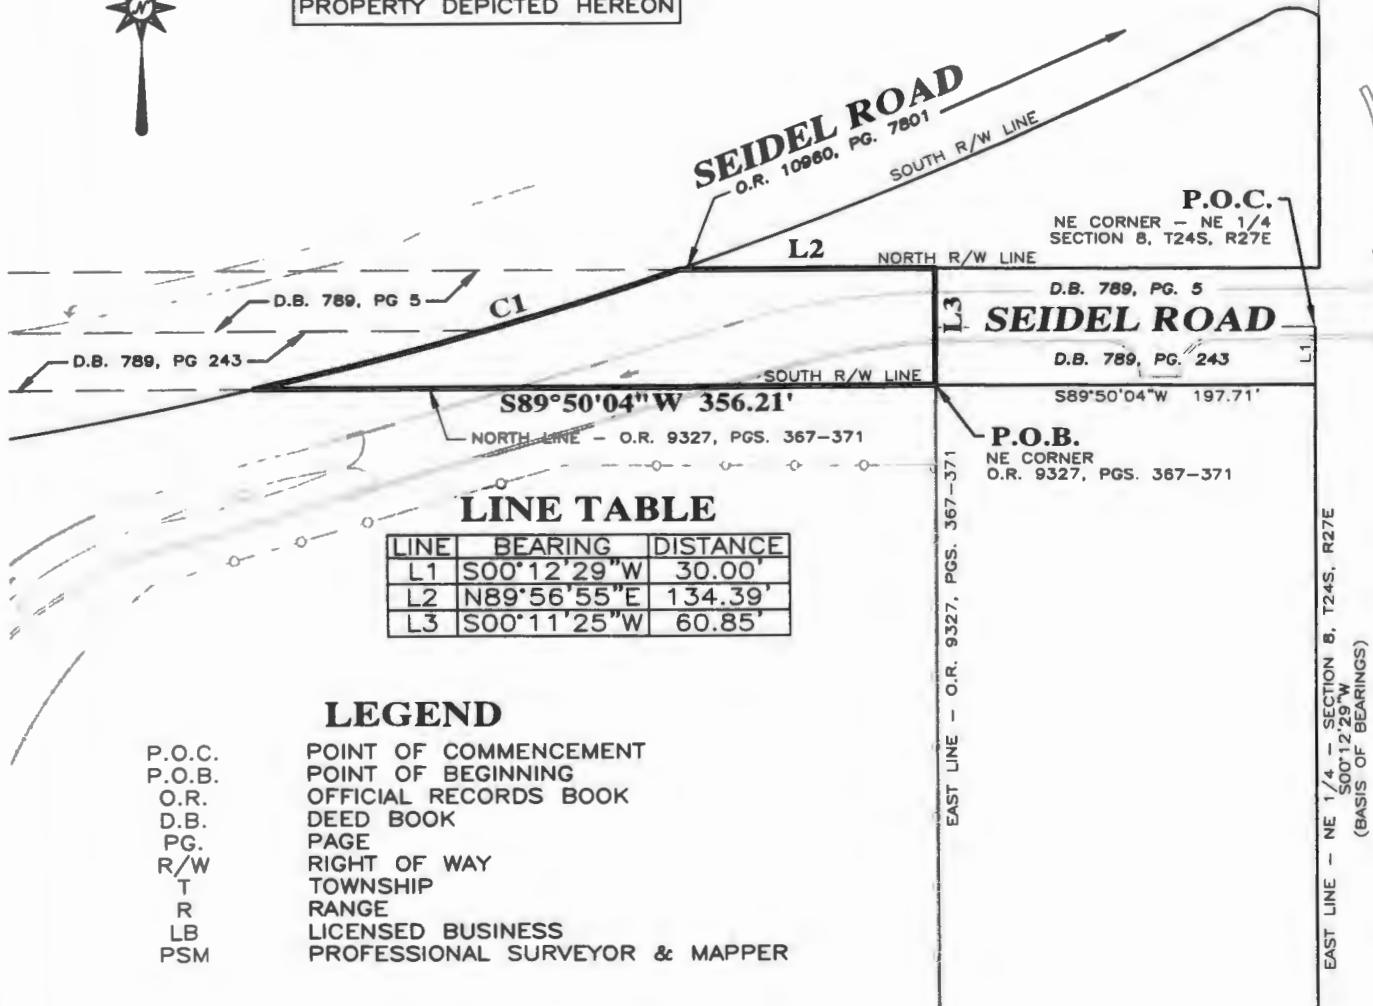 PROPERTY DEPICTED HEREON
N
SEIDEL ROAD
O.R. 10960, PG. 7801
SOUTH R/W LINE
P.O.C.
NE CORNER – NE 1/4
SECTION 8, T24S, R27E
L2
NORTH R/W LINE
D.B. 789, PG 5
C1
D.B. 789, PG. 5
L3
SEIDEL ROAD
D.B. 789, PG 243
D.B. 789, PG. 243
L1
SOUTH R/W LINE
S89°50'04"W 356.21'
S89°50'04"W 197.71'
NORTH LINE – O.R. 9327, PGS. 367–371
P.O.B.
NE CORNER
O.R. 9327, PGS. 367–371
LINE TABLE
LINE BEARING DISTANCE
L1 S00°12'29"W 30.00'
L2 N89°56'55"E 134.39'
L3 S00°11'25"W 60.85'
EAST LINE – O.R. 9327, PGS. 367–371
EAST LINE – NE 1/4 – SECTION 8, T24S, R27E
S00°12'29"W
(BASIS OF BEARINGS)
LEGEND
P.O.C. POINT OF COMMENCEMENT
P.O.B. POINT OF BEGINNING
O.R. OFFICIAL RECORDS BOOK
D.B. DEED BOOK
PG. PAGE
R/W RIGHT OF WAY
T TOWNSHIP
R RANGE
LB LICENSED BUSINESS
PSM PROFESSIONAL SURVEYOR & MAPPER